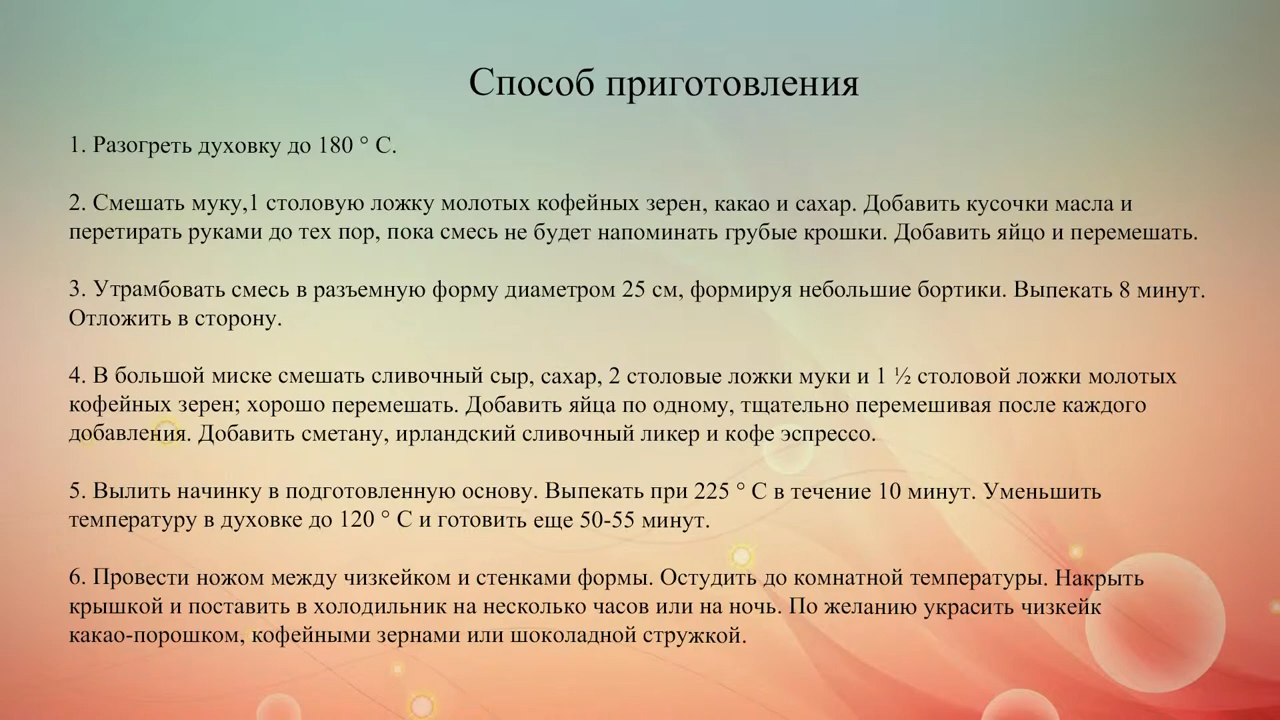 Способ приготовления
1. Разогреть духовку до 180 ° C.
2. Смешать муку,1 столовую ложку молотых кофейных зерен, какао и сахар. Добавить кусочки масла и
перетирать руками до тех пор, пока смесь не будет напоминать грубые крошки. Добавить яйцо и перемешать.
3. Утрамбовать смесь в разъемную форму диаметром 25 см, формируя небольшие бортики. Выпекать 8 минут.
Отложить в сторону.
4. В большой миске смешать сливочный сыр, сахар, 2 столовые ложки муки и 1 ½ столовой ложки молотых
кофейных зерен; хорошо перемешать. Добавить яйца по одному, тщательно перемешивая после каждого
добавления. Добавить сметану, ирландский сливочный ликер и кофе эспрессо.
5. Вылить начинку в подготовленную основу. Выпекать при 225 ° C в течение 10 минут. Уменьшить
температуру в духовке до 120 ° C и готовить еще 50-55 минут.
6. Провести ножом между чизкейком и стенками формы. Остудить до комнатной температуры. Накрыть
крышкой и поставить в холодильник на несколько часов или на ночь. По желанию украсить чизкейк
какао-порошком, кофейными зернами или шоколадной стружкой.